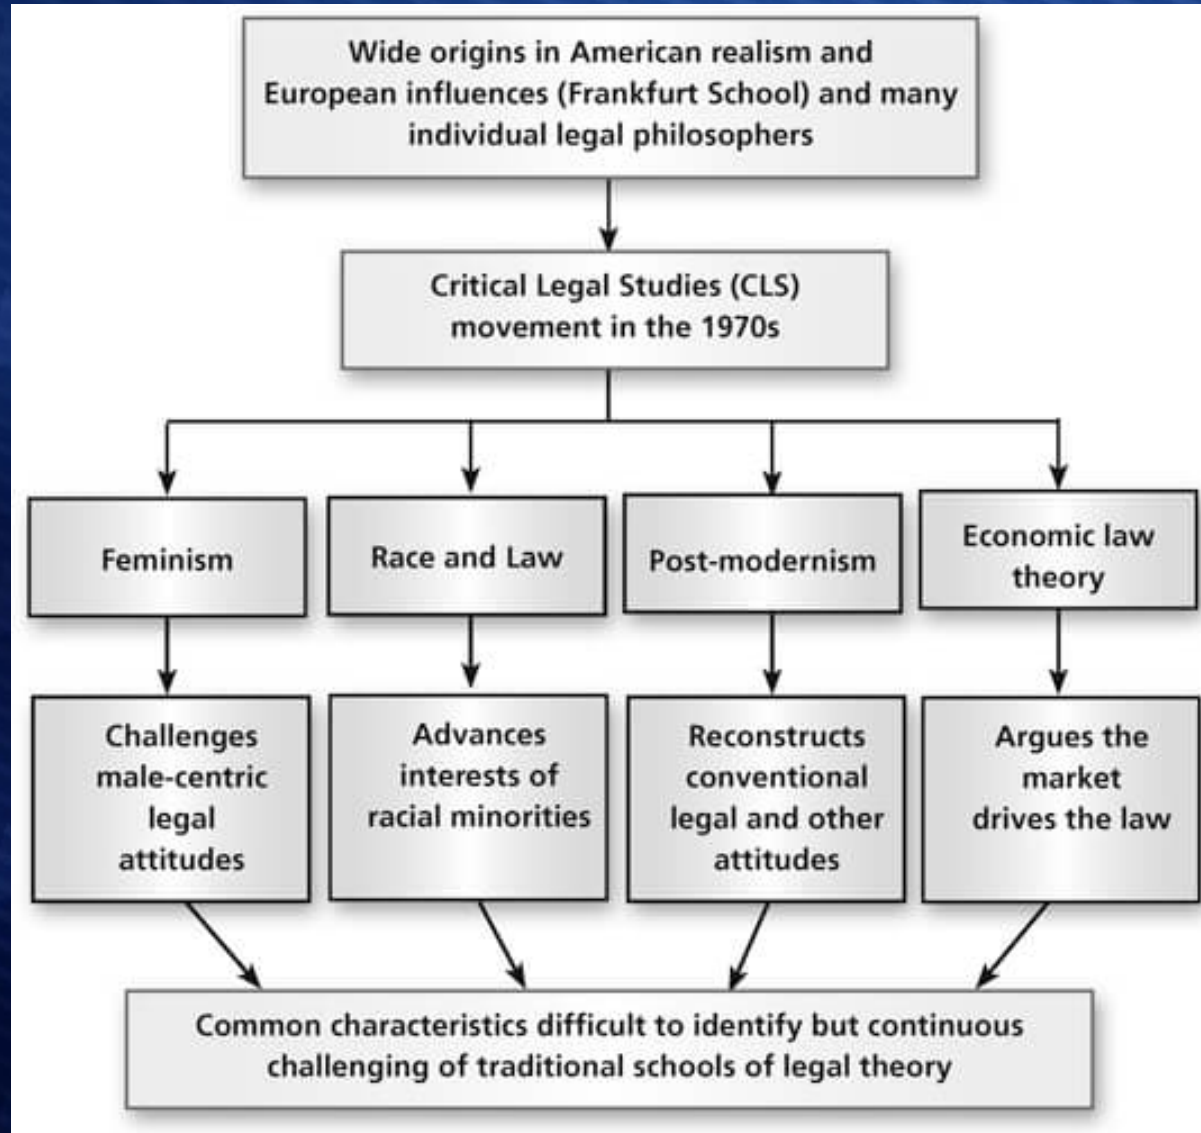 Wide origins in American realism and
European influences (Frankfurt School) and many
individual legal philosophers
Critical Legal Studies (CLS)
movement in the 1970s
Feminism
Race and Law
Post-modernism
Economic law
theory
Challenges
male-centric
legal
attitudes
Advances
interests of
racial minorities
Reconstructs
conventional
legal and other
attitudes
Argues the
market
drives the law
Common characteristics difficult to identify but continuous
challenging of traditional schools of legal theory